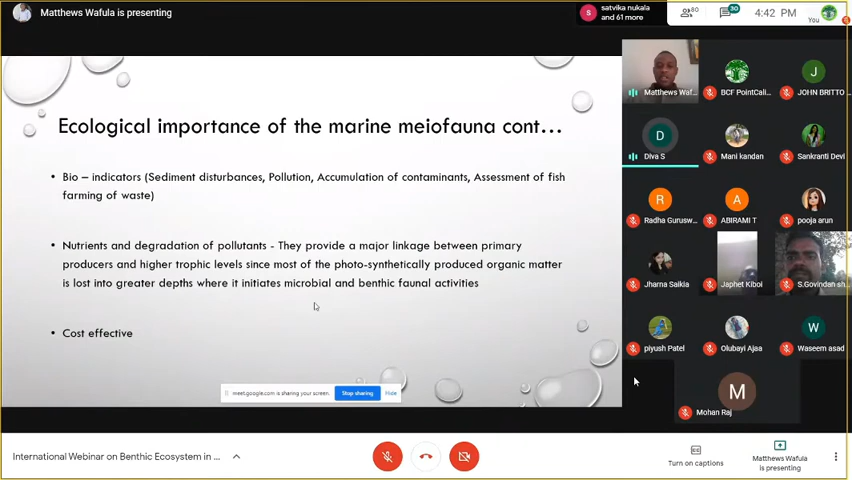 Matthews Wafula is presenting
satvika nukala
and 61 more
80
30
4:42 PM
You
S
Ecological importance of the marine meiofauna cont...
• Bio – indicators (Sediment disturbances, Pollution, Accumulation of contaminants, Assessment of fish
farming of waste)
• Nutrients and degradation of pollutants - They provide a major linkage between primary
producers and higher trophic levels since most of the photo-synthetically produced organic matter
is lost into greater depths where it initiates microbial and benthic faunal activities
• Cost effective
meet.google.com is sharing your screen.
Stop sharing
Hide
Matthews Waf...
BCF PointCali...
J
JOHN BRITTO
D
Diva S
Mani kandan
Sankranti Devi
R
Radha Gurusw...
A
ABIRAMI T
pooja arun
Jharna Saikia
Japhet Kiboi
S.Govindan sh...
piyush Patel
Olubayi Ajaa
W
Waseem asad
M
Mohan Raj
International Webinar on Benthic Ecosystem in ...
Turn on captions
Matthews Wafula
is presenting